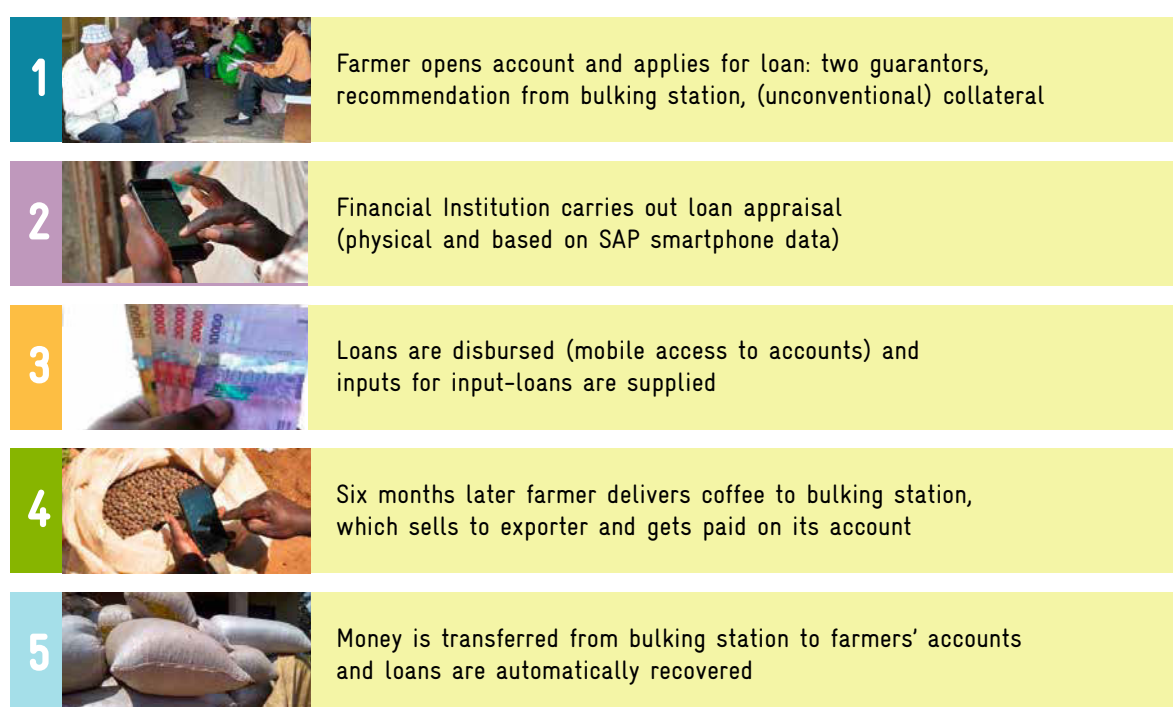 1
Farmer opens account and applies for loan: two guarantors,
recommendation from bulking station, (unconventional) collateral
2
Financial Institution carries out loan appraisal
(physical and based on SAP smartphone data)
3
20000
20000
10000
Loans are disbursed (mobile access to accounts) and
inputs for input-loans are supplied
4
Six months later farmer delivers coffee to bulking station,
which sells to exporter and gets paid on its account
5
Money is transferred from bulking station to farmers’ accounts
and loans are automatically recovered